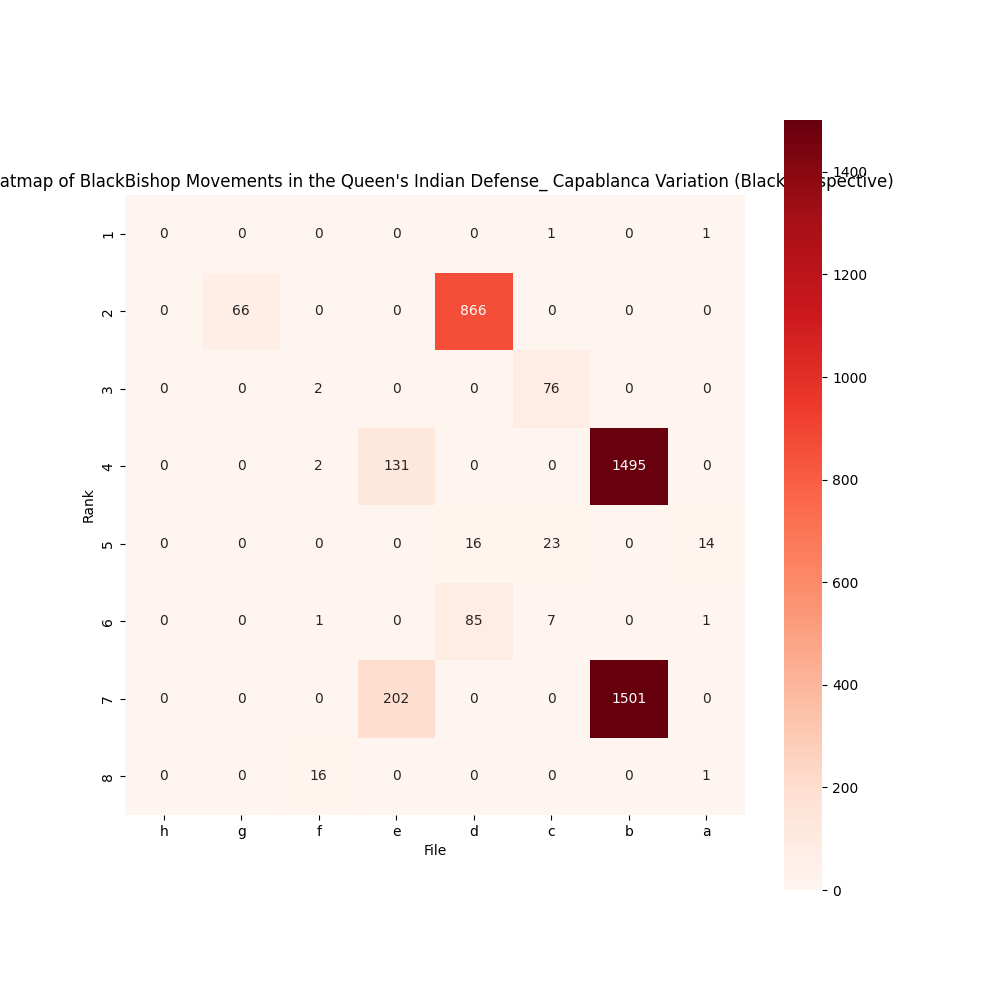 atmap of BlackBishop Movements in the Queen's Indian Defense_ Capablanca Variation (Black spective)
1 0 0 0 0 0 1 0 1
2 0 66 0 0 866 0 0 0
3 0 0 2 0 0 76 0 0
4 0 0 2 131 0 0 1495 0
5 0 0 0 0 16 23 0 14
6 0 0 1 0 85 7 0 1
7 0 0 0 202 0 0 1501 0
8 0 0 16 0 0 0 0 1
h g f e d c b a
File
Rank
1400
1200
1000
800
600
400
200
0